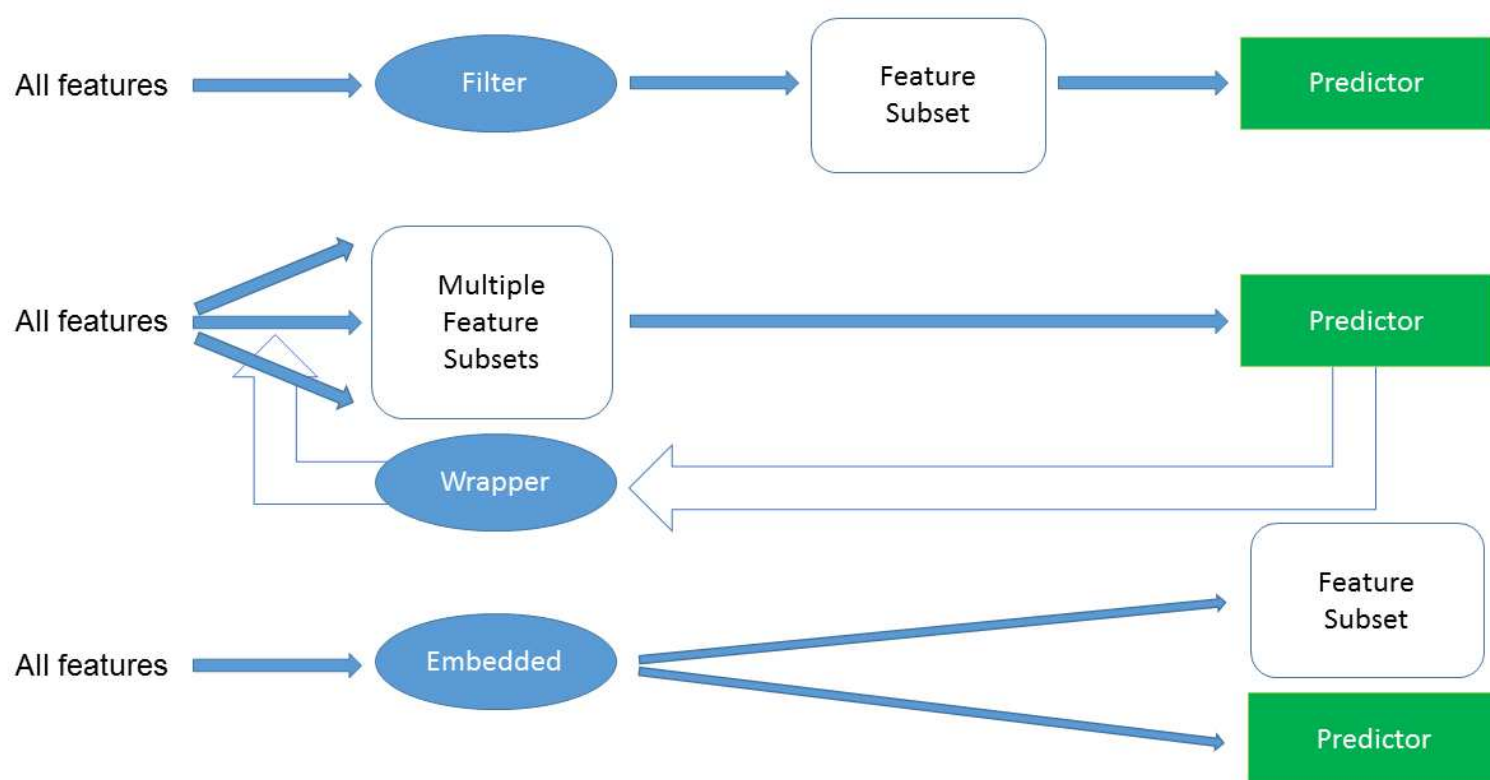 All features
Filter
Feature
Subset
Predictor
All features
Multiple
Feature
Subsets
Predictor
Wrapper
All features
Embedded
Feature
Subset
Predictor